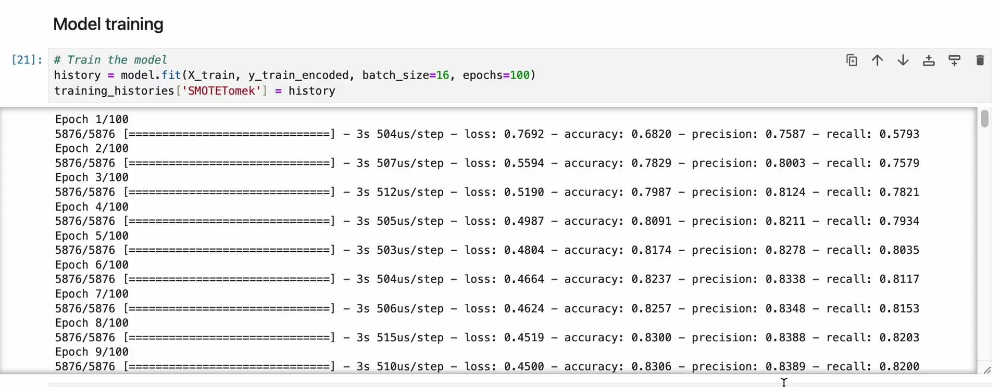 Model training
[21]: # Train the model
history = model.fit(X_train, y_train_encoded, batch_size=16, epochs=100)
training_histories['SMOTETomek'] = history
Epoch 1/100
5876/5876 [==============================] - 3s 504us/step - loss: 0.7692 - accuracy: 0.6820 - precision: 0.7587 - recall: 0.5793
Epoch 2/100
5876/5876 [==============================] - 3s 507us/step - loss: 0.5594 - accuracy: 0.7829 - precision: 0.8003 - recall: 0.7579
Epoch 3/100
5876/5876 [==============================] - 3s 512us/step - loss: 0.5190 - accuracy: 0.7987 - precision: 0.8124 - recall: 0.7821
Epoch 4/100
5876/5876 [==============================] - 3s 505us/step - loss: 0.4987 - accuracy: 0.8091 - precision: 0.8211 - recall: 0.7934
Epoch 5/100
5876/5876 [==============================] - 3s 503us/step - loss: 0.4804 - accuracy: 0.8174 - precision: 0.8278 - recall: 0.8035
Epoch 6/100
5876/5876 [==============================] - 3s 504us/step - loss: 0.4664 - accuracy: 0.8237 - precision: 0.8338 - recall: 0.8117
Epoch 7/100
5876/5876 [==============================] - 3s 506us/step - loss: 0.4624 - accuracy: 0.8257 - precision: 0.8348 - recall: 0.8153
Epoch 8/100
5876/5876 [==============================] - 3s 515us/step - loss: 0.4519 - accuracy: 0.8300 - precision: 0.8388 - recall: 0.8203
Epoch 9/100
5876/5876 [==============================] - 3s 510us/step - loss: 0.4500 - accuracy: 0.8306 - precision: 0.8389 - recall: 0.8200